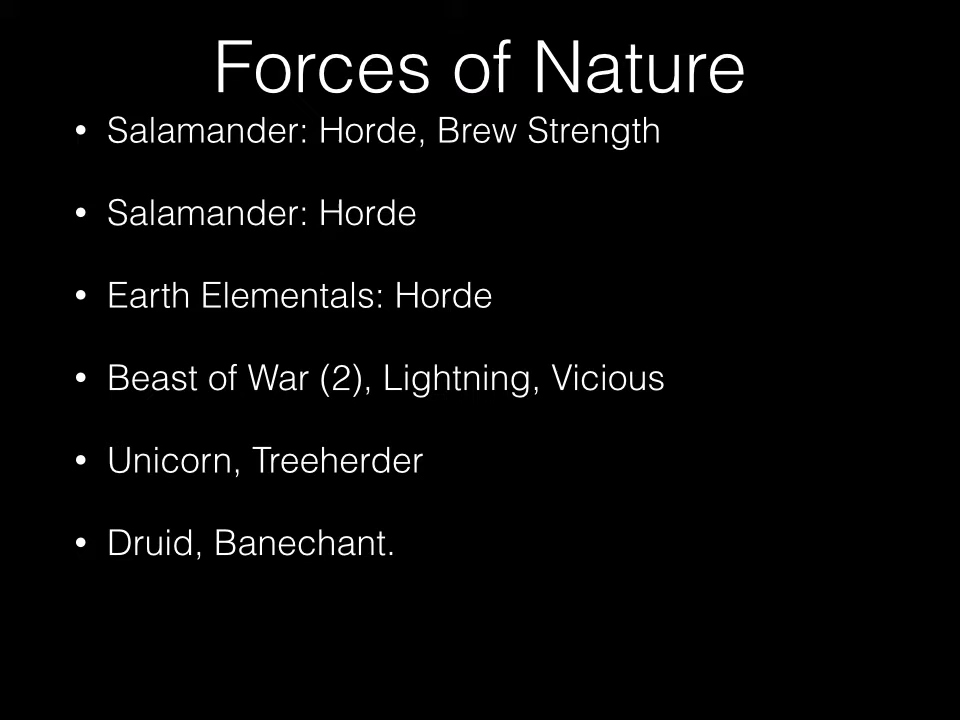 Forces of Nature
• Salamander: Horde, Brew Strength
• Salamander: Horde
• Earth Elementals: Horde
• Beast of War (2), Lightning, Vicious
• Unicorn, Treeherder
• Druid, Banechant.